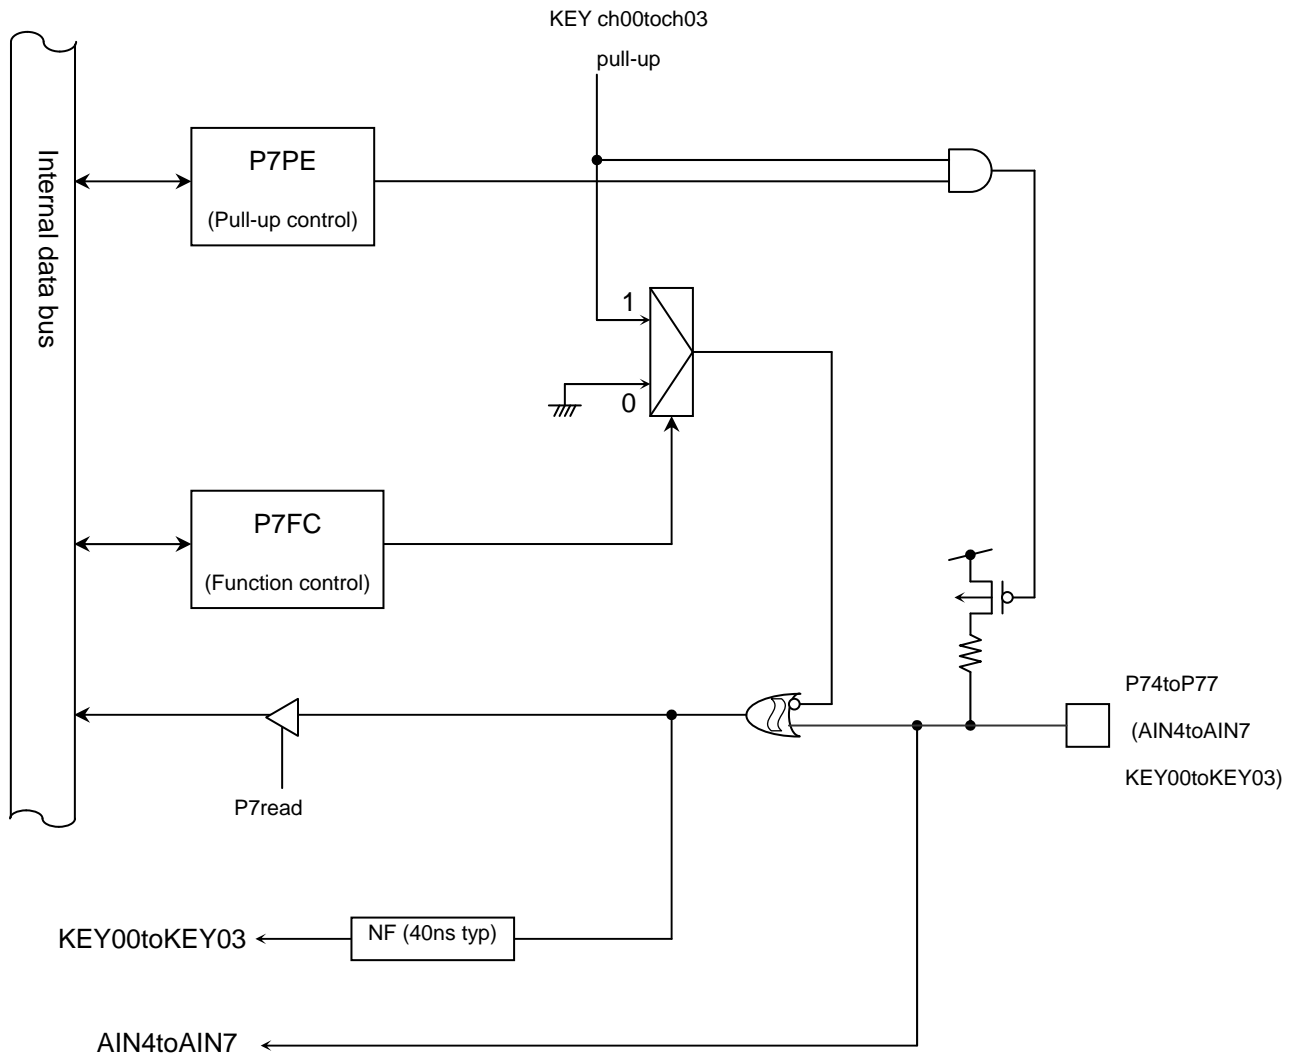 KEY ch00toch03
pull-up
Internal data bus
P7PE
(Pull-up control)
1
0
P7FC
(Function control)
P74toP77
(AIN4toAIN7
KEY00toKEY03)
P7read
KEY00toKEY03
NF (40ns typ)
AIN4toAIN7